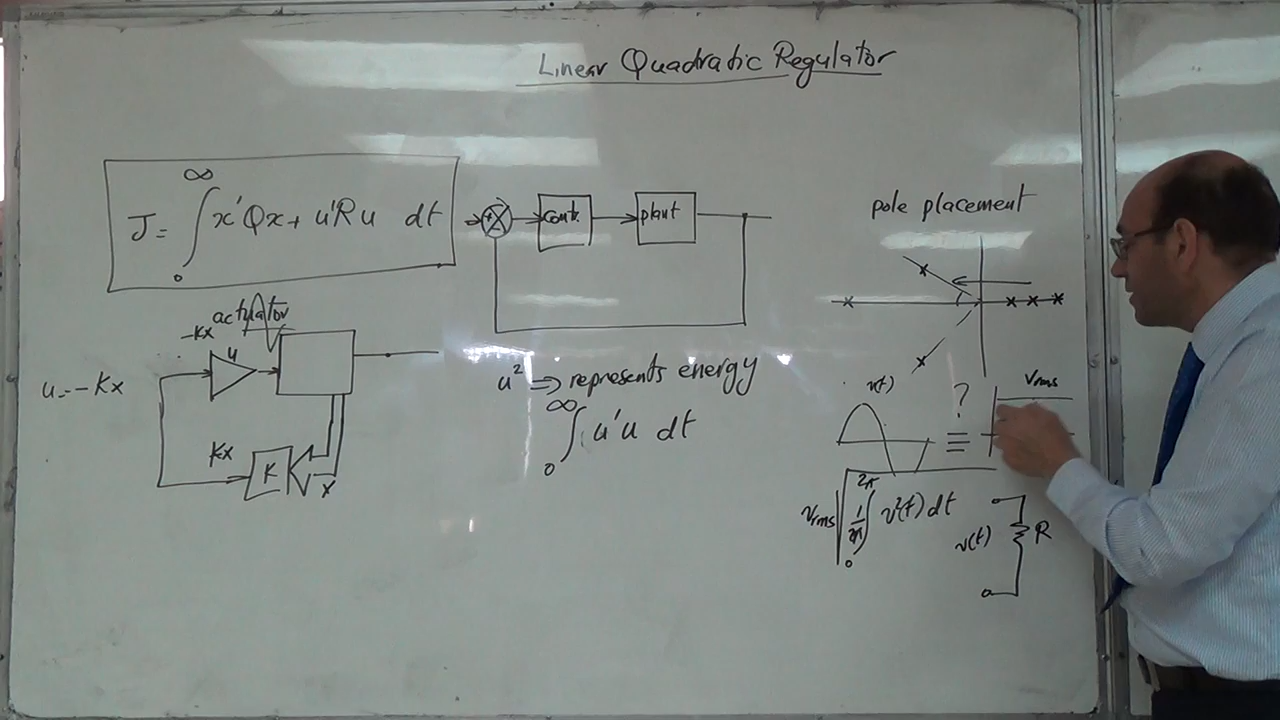 Linear Quadratic Regulator
J = ∫₀^∞ x'Qx + u'Ru dt
cont.
plant
pole placement
actuator
-Kx
u
u = -Kx
Kx
K
x
u² ⇒ represents energy
∫₀^∞ u'u dt
v(t)
?
≡
Vrms
Vrms
√ 1/2π ∫₀^2π v²(t) dt
v(t)
R